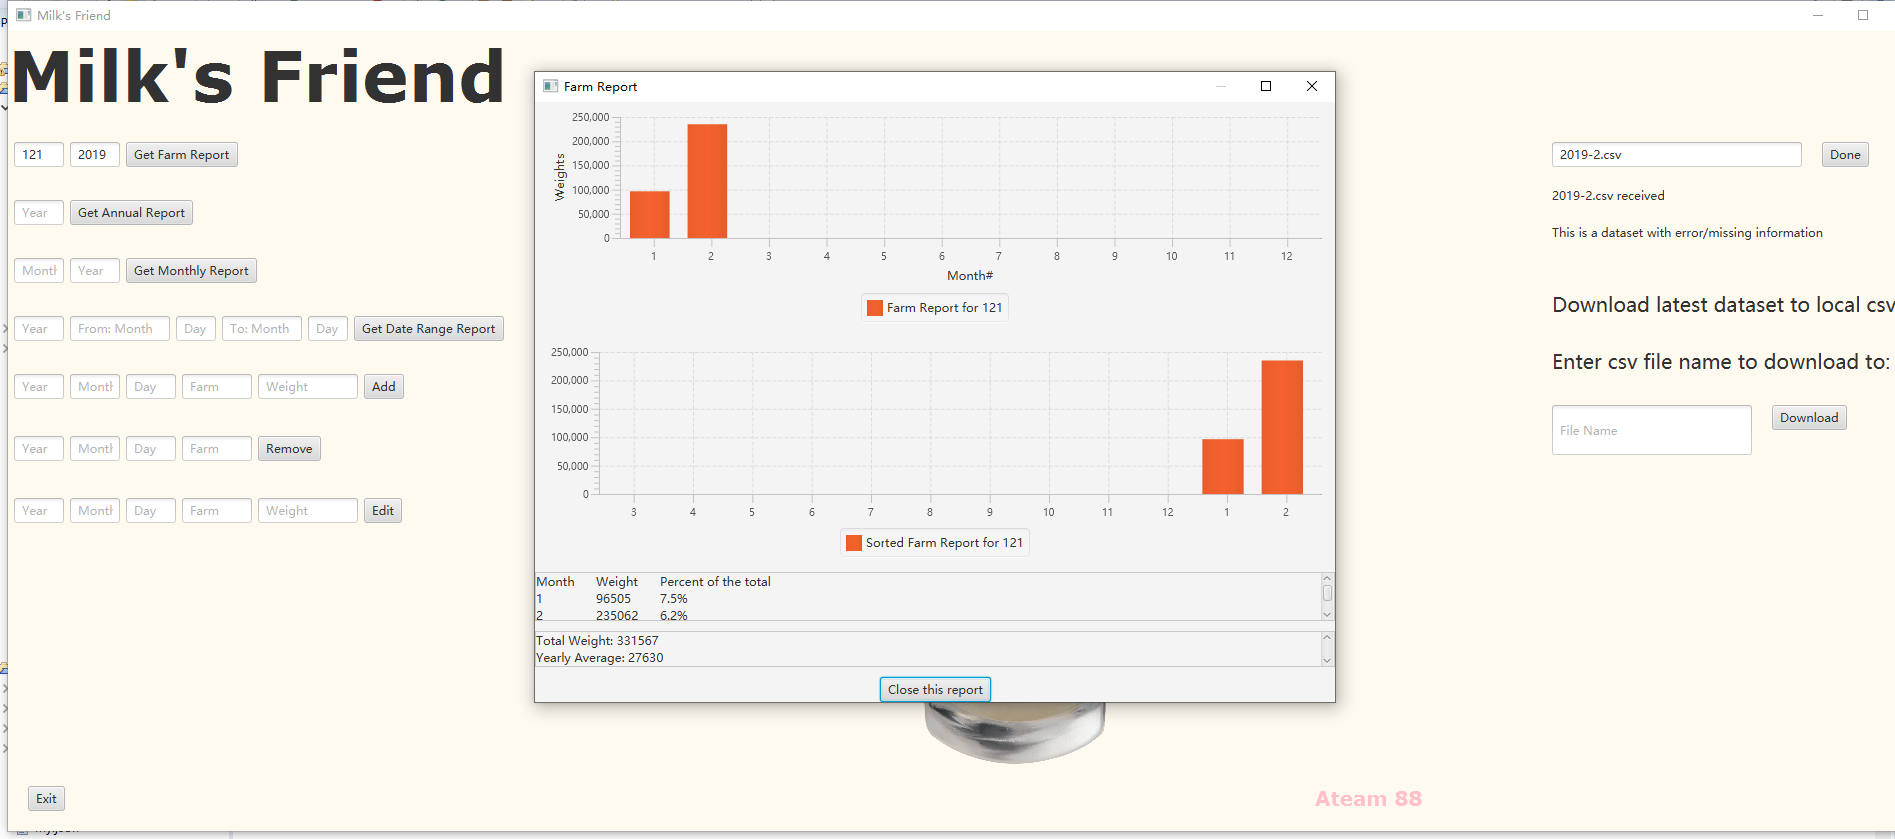 Milk's Friend
Milk's Friend
121 2019 Get Farm Report
Year Get Annual Report
Month Year Get Monthly Report
Year From: Month Day To: Month Day Get Date Range Report
Year Month Day Farm Weight Add
Year Month Day Farm Remove
Year Month Day Farm Weight Edit
Exit
Farm Report
250,000
200,000
150,000
100,000
50,000
0
Weights
1 2 3 4 5 6 7 8 9 10 11 12
Month#
Farm Report for 121
250,000
200,000
150,000
100,000
50,000
0
3 4 5 6 7 8 9 10 11 12 1 2
Sorted Farm Report for 121
Month Weight Percent of the total
1 96505 7.5%
2 235062 6.2%
Total Weight: 331567
Yearly Average: 27630
Close this report
2019-2.csv Done
2019-2.csv received
This is a dataset with error/missing information
Download latest dataset to local csv
Enter csv file name to download to:
File Name Download
Ateam 88